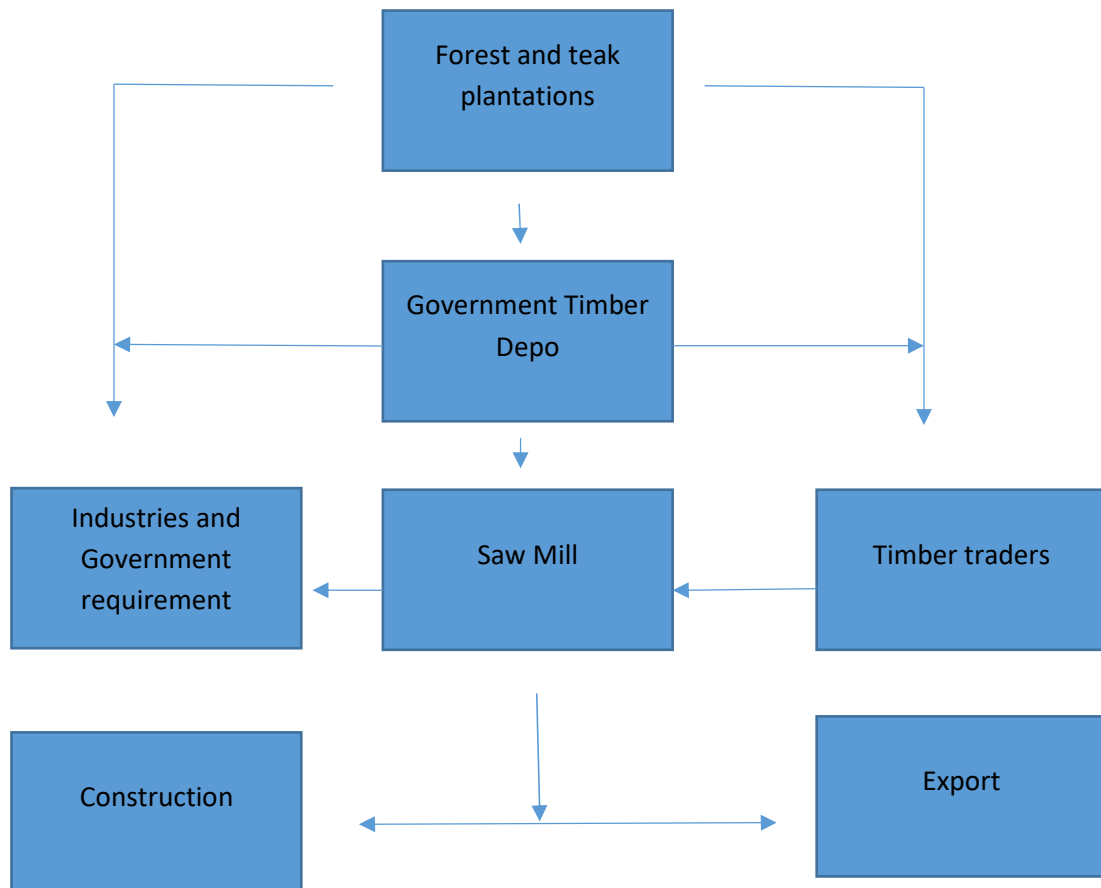 Forest and teak
plantations
Government Timber
Depo
Industries and
Government
requirement
Saw Mill
Timber traders
Construction
Export